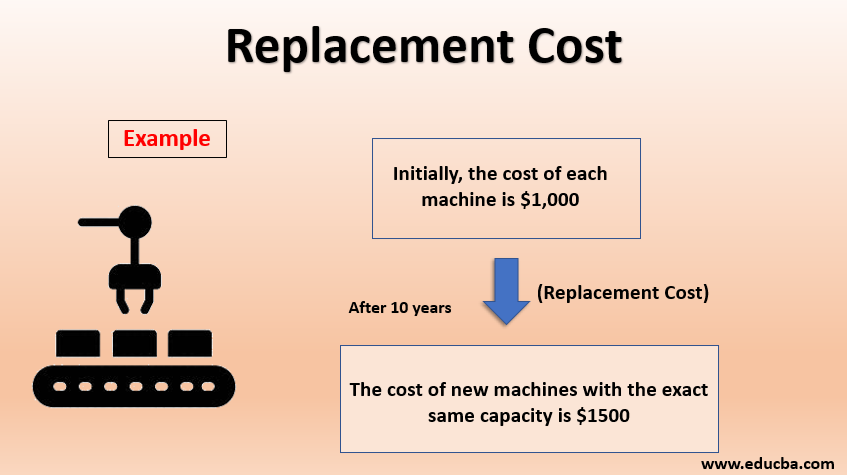 Replacement Cost
Example
Initially, the cost of each
machine is $1,000
After 10 years
(Replacement Cost)
The cost of new machines with the exact
same capacity is $1500
www.educba.com